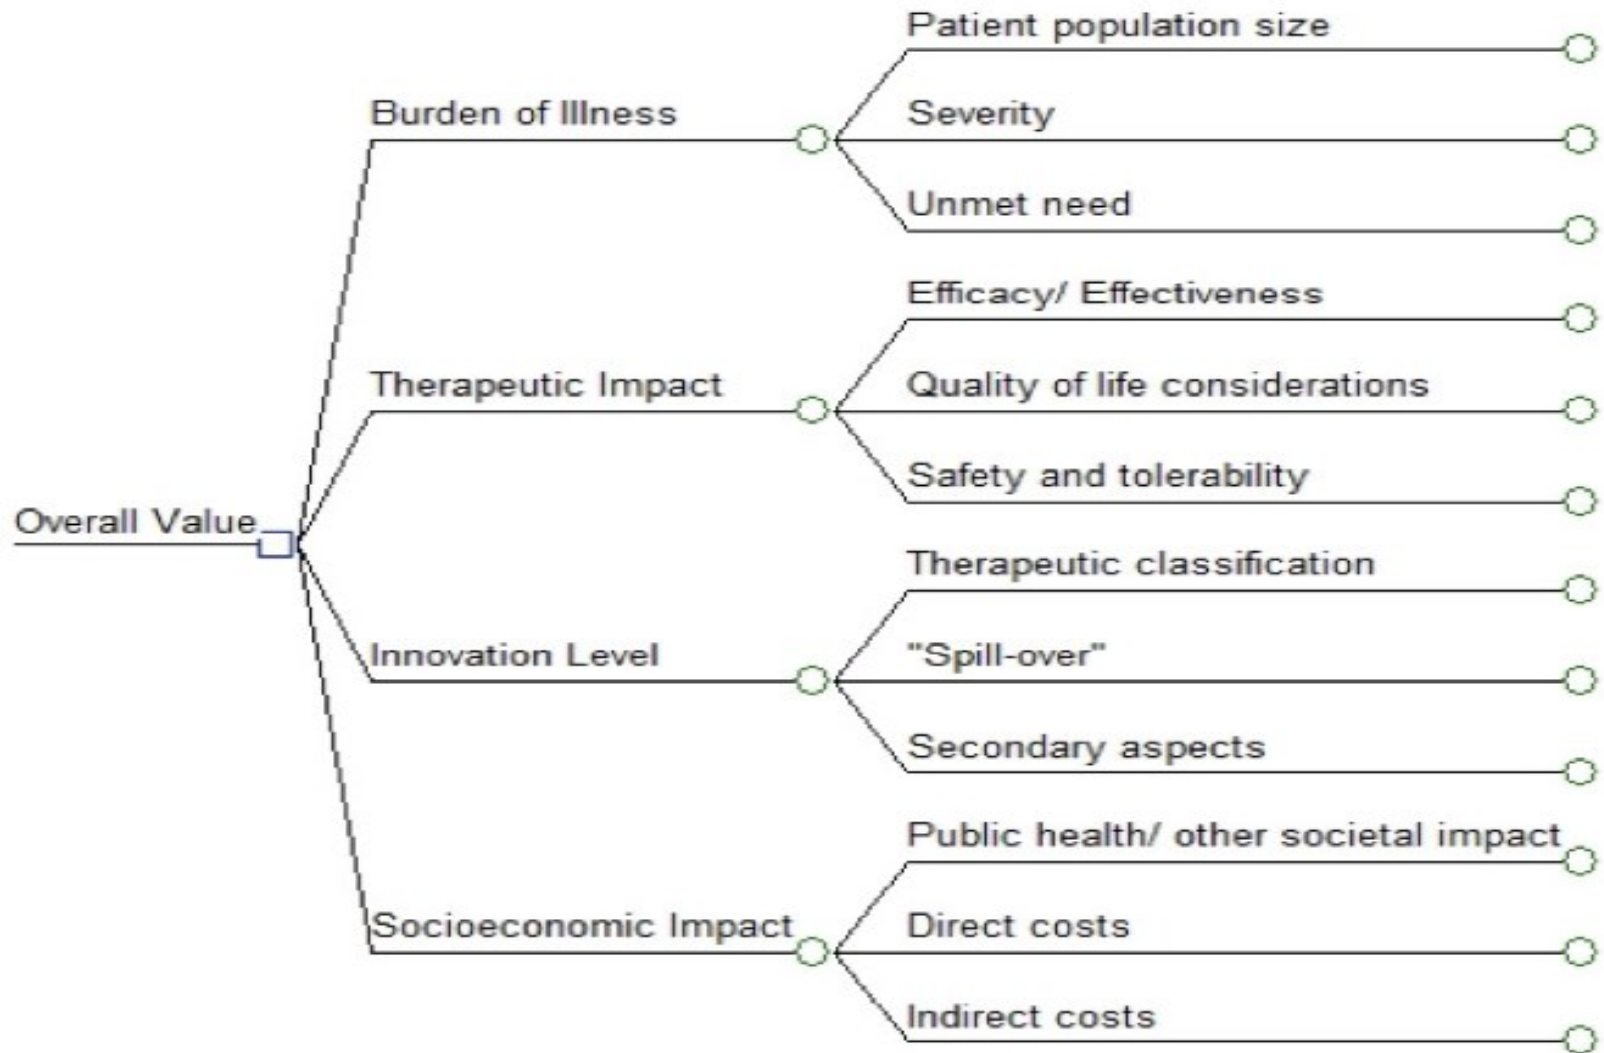 Patient population size
Burden of Illness
Severity
Unmet need
Efficacy/ Effectiveness
Therapeutic Impact
Quality of life considerations
Safety and tolerability
Overall Value
Therapeutic classification
Innovation Level
"Spill-over"
Secondary aspects
Public health/ other societal impact
Socioeconomic Impact
Direct costs
Indirect costs